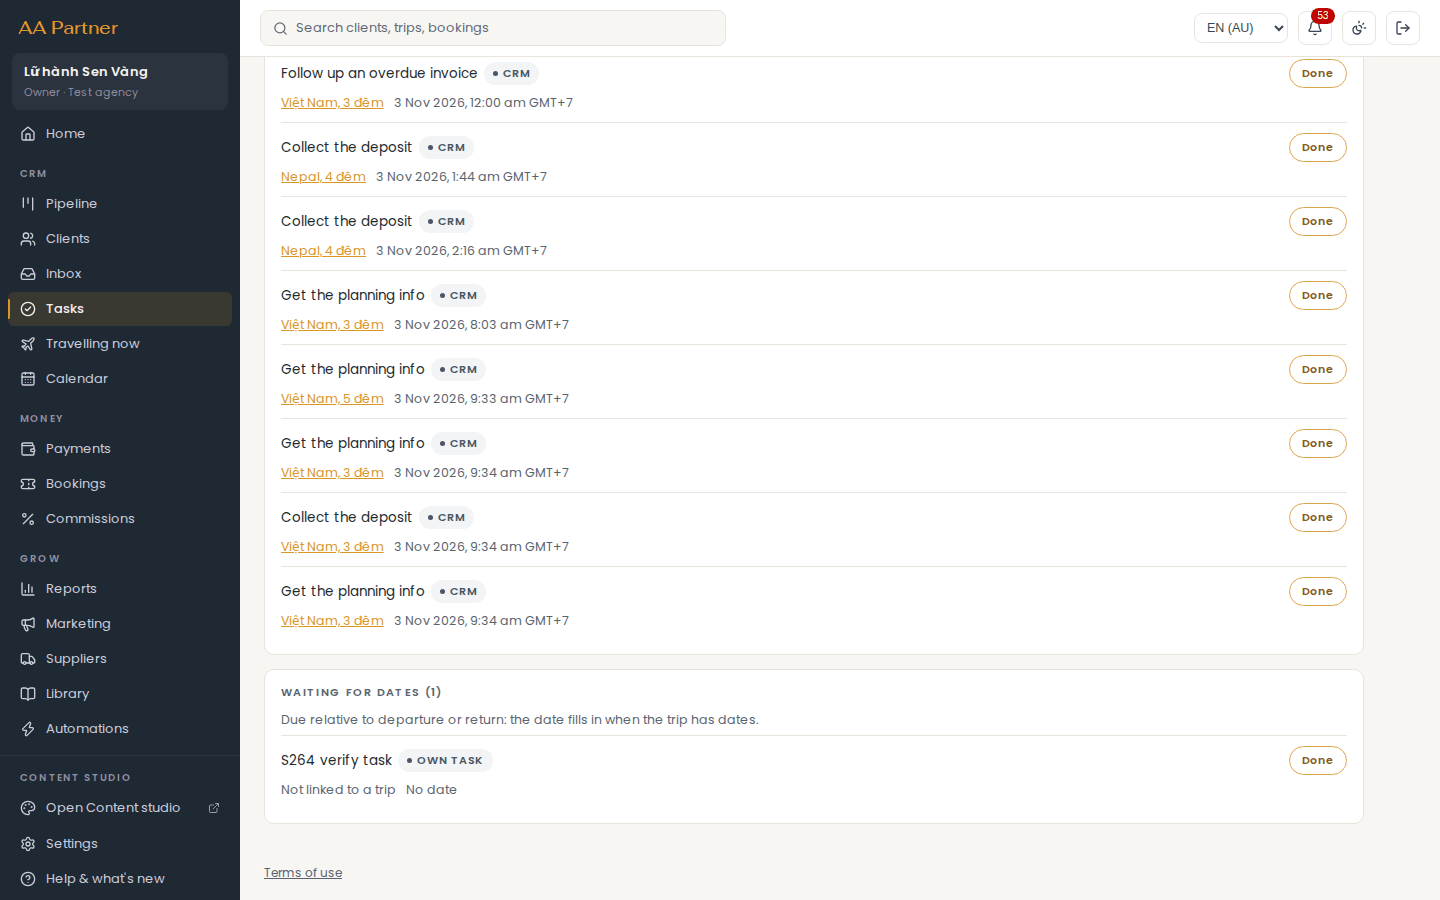 AA Partner
Lữ hành Sen Vàng
Owner · Test agency
Home
CRM
Pipeline
Clients
Inbox
Tasks
Travelling now
Calendar
MONEY
Payments
Bookings
Commissions
GROW
Reports
Marketing
Suppliers
Library
Automations
CONTENT STUDIO
Open Content studio
Settings
Help & what's new
Search clients, trips, bookings
EN (AU)
53
Follow up an overdue invoice CRM Done
Việt Nam, 3 đêm 3 Nov 2026, 12:00 am GMT+7
Collect the deposit CRM Done
Nepal, 4 đêm 3 Nov 2026, 1:44 am GMT+7
Collect the deposit CRM Done
Nepal, 4 đêm 3 Nov 2026, 2:16 am GMT+7
Get the planning info CRM Done
Việt Nam, 3 đêm 3 Nov 2026, 8:03 am GMT+7
Get the planning info CRM Done
Việt Nam, 5 đêm 3 Nov 2026, 9:33 am GMT+7
Get the planning info CRM Done
Việt Nam, 3 đêm 3 Nov 2026, 9:34 am GMT+7
Collect the deposit CRM Done
Việt Nam, 3 đêm 3 Nov 2026, 9:34 am GMT+7
Get the planning info CRM Done
Việt Nam, 3 đêm 3 Nov 2026, 9:34 am GMT+7
WAITING FOR DATES (1)
Due relative to departure or return: the date fills in when the trip has dates.
S264 verify task OWN TASK Done
Not linked to a trip No date
Terms of use